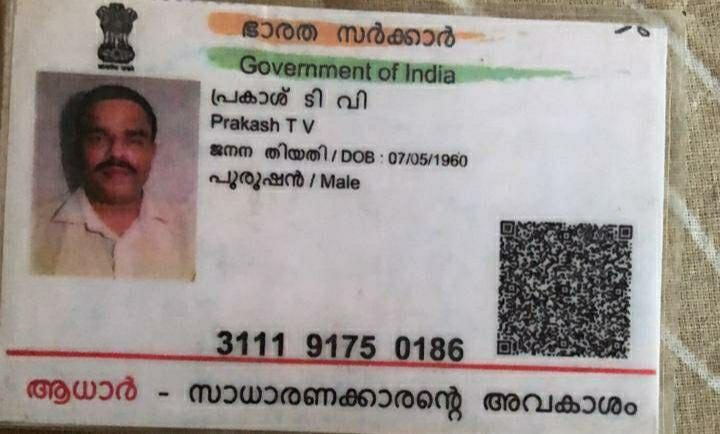 ഭാരത സർക്കാർ
Government of India
പ്രകാശ് ടി വി
Prakash T V
ജനന തിയതി / DOB : 07/05/1960
പുരുഷൻ / Male
3111 9175 0186
ആധാർ - സാധാരണക്കാരന്റെ അവകാശം